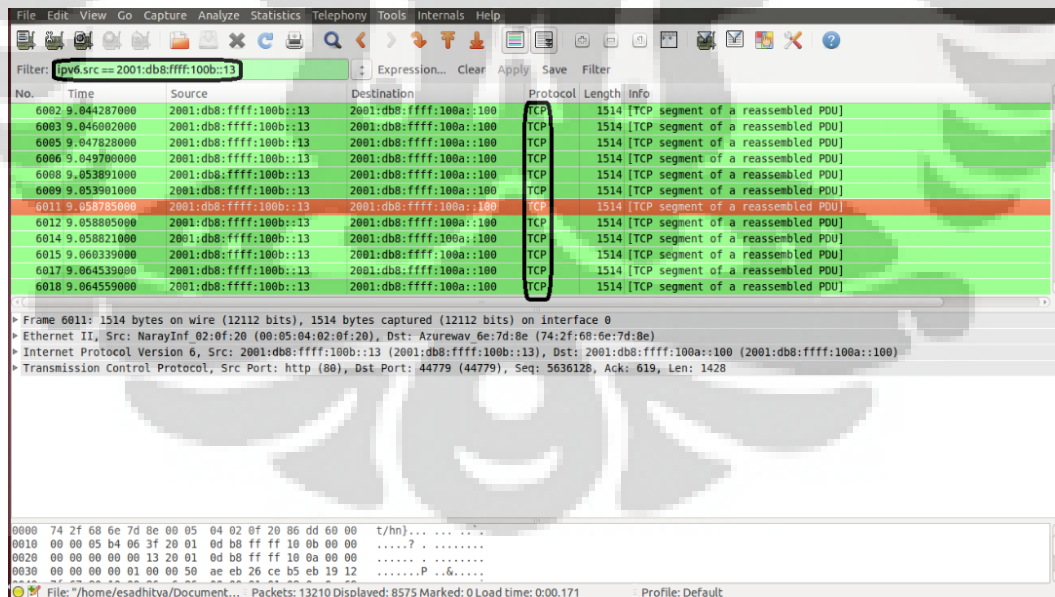 File Edit View Go Capture Analyze Statistics Telephony Tools Internals Help
Filter: ipv6.src == 2001:db8:ffff:100b::13 Expression... Clear Apply Save Filter
No. Time Source Destination Protocol Length Info
6002 9.044287000 2001:db8:ffff:100b::13 2001:db8:ffff:100a::100 TCP 1514 [TCP segment of a reassembled PDU]
6003 9.046002000 2001:db8:ffff:100b::13 2001:db8:ffff:100a::100 TCP 1514 [TCP segment of a reassembled PDU]
6005 9.047828000 2001:db8:ffff:100b::13 2001:db8:ffff:100a::100 TCP 1514 [TCP segment of a reassembled PDU]
6006 9.049700000 2001:db8:ffff:100b::13 2001:db8:ffff:100a::100 TCP 1514 [TCP segment of a reassembled PDU]
6008 9.053891000 2001:db8:ffff:100b::13 2001:db8:ffff:100a::100 TCP 1514 [TCP segment of a reassembled PDU]
6009 9.053901000 2001:db8:ffff:100b::13 2001:db8:ffff:100a::100 TCP 1514 [TCP segment of a reassembled PDU]
6011 9.058785000 2001:db8:ffff:100b::13 2001:db8:ffff:100a::100 TCP 1514 [TCP segment of a reassembled PDU]
6012 9.058805000 2001:db8:ffff:100b::13 2001:db8:ffff:100a::100 TCP 1514 [TCP segment of a reassembled PDU]
6014 9.058821000 2001:db8:ffff:100b::13 2001:db8:ffff:100a::100 TCP 1514 [TCP segment of a reassembled PDU]
6015 9.060339000 2001:db8:ffff:100b::13 2001:db8:ffff:100a::100 TCP 1514 [TCP segment of a reassembled PDU]
6017 9.064539000 2001:db8:ffff:100b::13 2001:db8:ffff:100a::100 TCP 1514 [TCP segment of a reassembled PDU]
6018 9.064559000 2001:db8:ffff:100b::13 2001:db8:ffff:100a::100 TCP 1514 [TCP segment of a reassembled PDU]
Frame 6011: 1514 bytes on wire (12112 bits), 1514 bytes captured (12112 bits) on interface 0
Ethernet II, Src: NarayInf_02:0f:20 (00:05:04:02:0f:20), Dst: Azurewav_6e:7d:8e (74:2f:68:6e:7d:8e)
Internet Protocol Version 6, Src: 2001:db8:ffff:100b::13 (2001:db8:ffff:100b::13), Dst: 2001:db8:ffff:100a::100 (2001:db8:ffff:100a::100)
Transmission Control Protocol, Src Port: http (80), Dst Port: 44779 (44779), Seq: 5636128, Ack: 619, Len: 1428
0000 74 2f 68 6e 7d 8e 00 05 04 02 0f 20 86 dd 60 00 t/hn}... ... ..`.
0010 00 00 05 b4 06 3f 20 01 0d b8 ff ff 10 0b 00 00 .....? . ........
0020 00 00 00 00 00 13 20 01 0d b8 ff ff 10 0a 00 00 ...... . ........
0030 00 00 00 00 01 00 00 50 ae eb 26 ce b5 eb 19 12 .......P ..&.....
File: "/home/esadhitya/Document... Packets: 13210 Displayed: 8575 Marked: 0 Load time: 0:00.171 Profile: Default